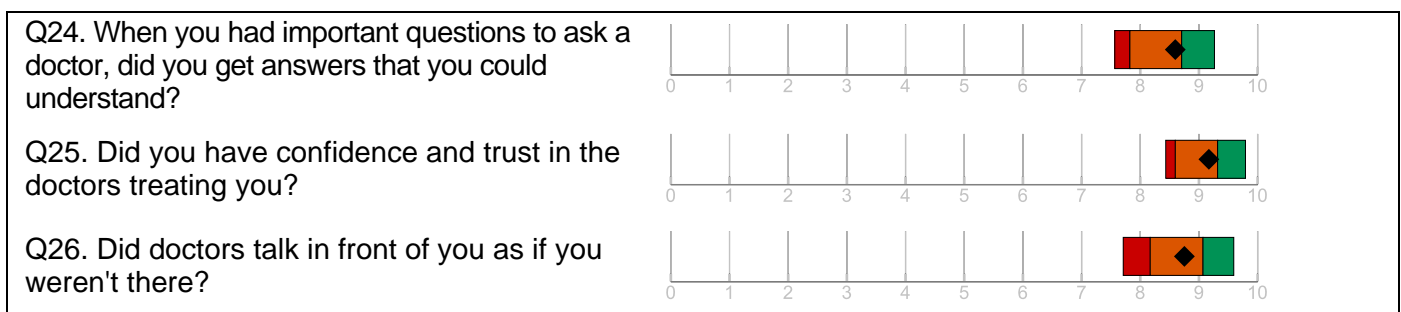 Q24. When you had important questions to ask a
doctor, did you get answers that you could
understand?
0 1 2 3 4 5 6 7 8 9 10
Q25. Did you have confidence and trust in the
doctors treating you?
0 1 2 3 4 5 6 7 8 9 10
Q26. Did doctors talk in front of you as if you
weren't there?
0 1 2 3 4 5 6 7 8 9 10